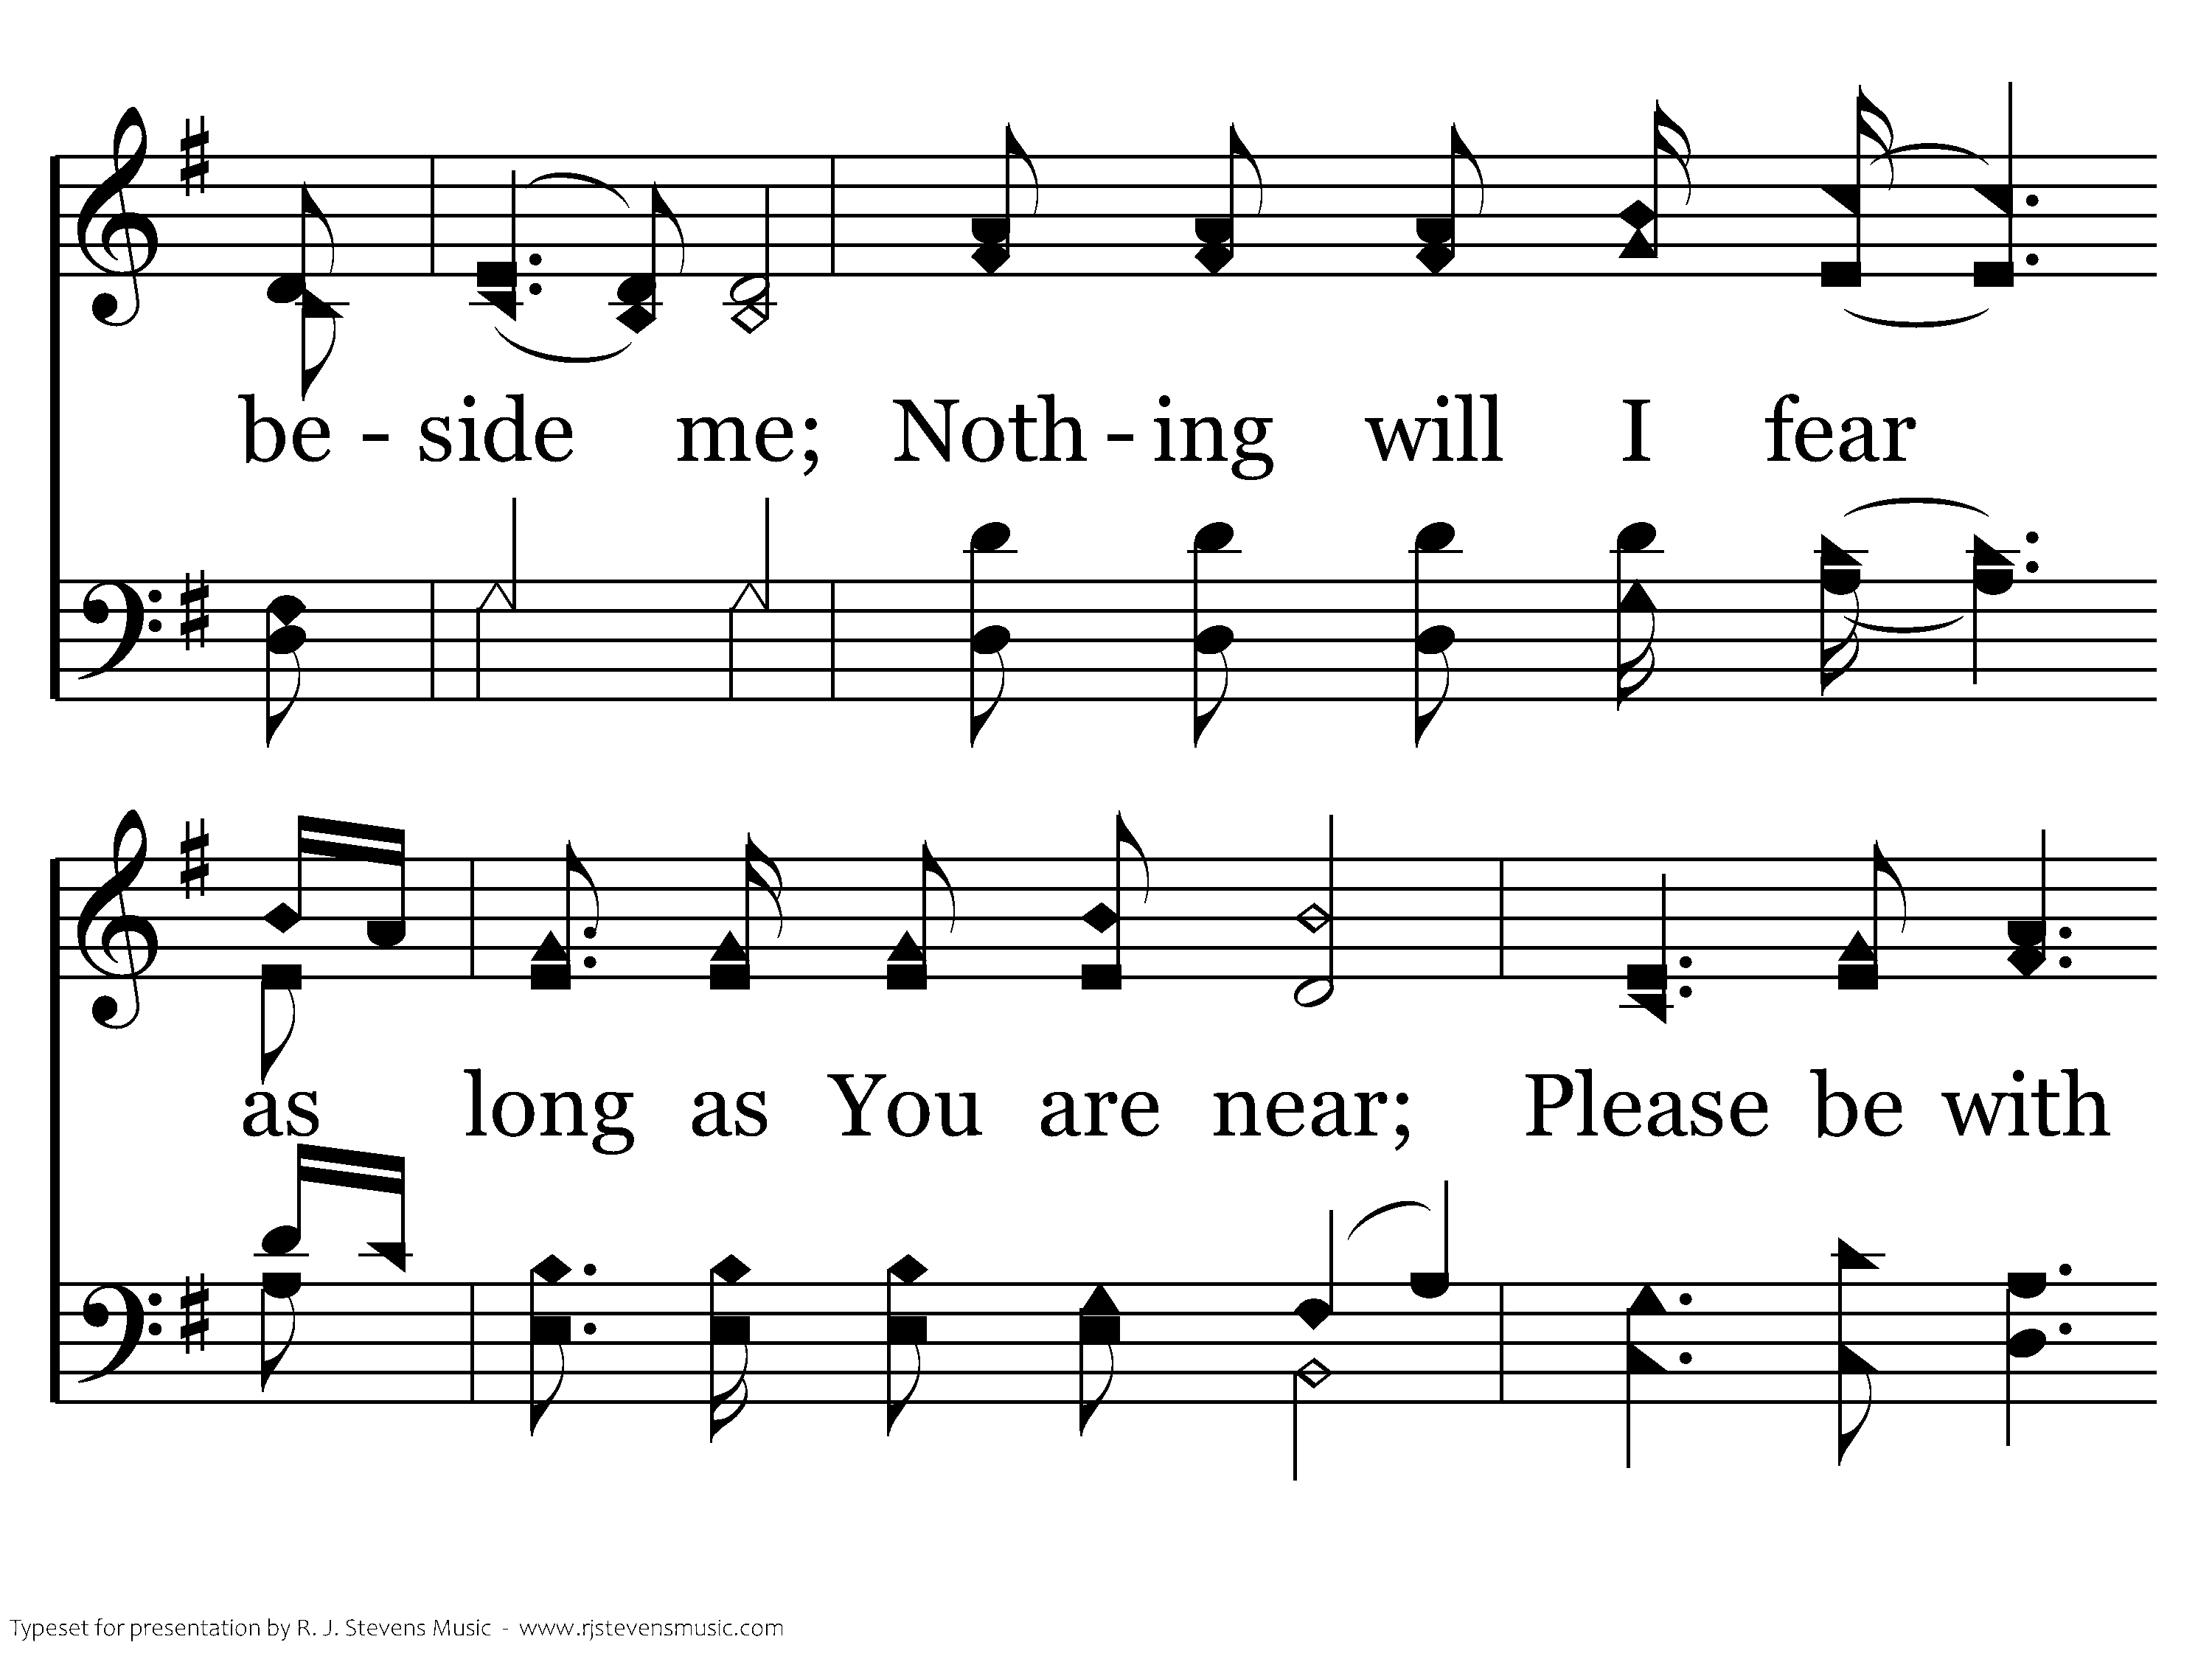 be - side me; Noth - ing will I fear
as long as You are near; Please be with
Typeset for presentation by R. J. Stevens Music - www.rjstevensmusic.com